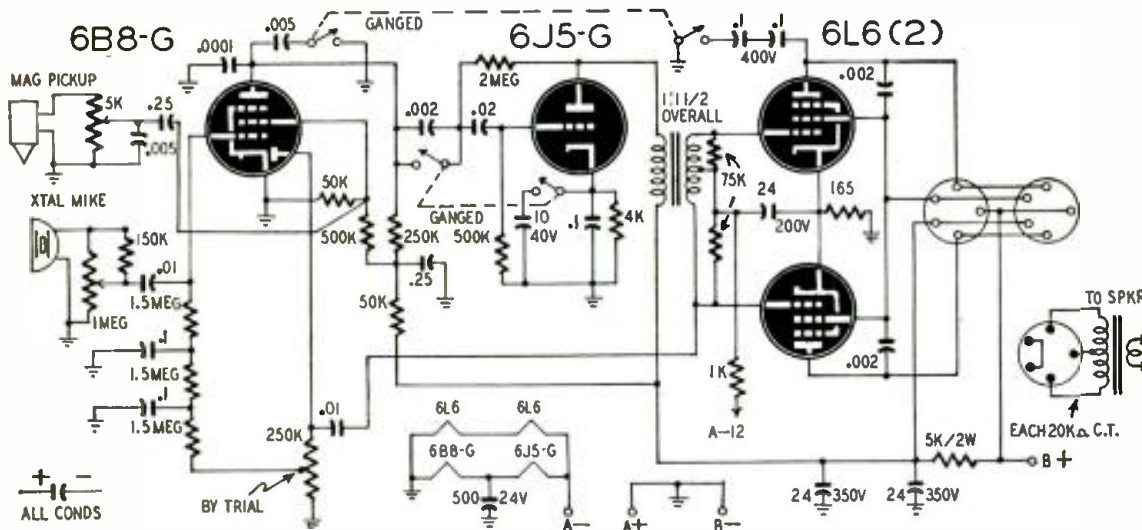 6B8-G
6J5-G
6L6(2)
GANGED
.005
.0001
.1
.1
400V
MAG PICKUP
5K
.25
.005
2MEG
.002
.02
1:1 1/2
OVERALL
.002
XTAL MIKE
150K
.01
1.5MEG
1MEG
.1
1.5MEG
.1
1.5MEG
50K
500K
250K
.25
50K
GANGED
10
40V
500K
.1
4K
75K
24
200V
165
.002
1K
A-12
TO SPKR
EACH 20KΩ C.T.
250K
.01
BY TRIAL
6L6
6L6
6B8-G
6J5-G
500
24V
A-
A+
B-
5K/2W
B+
24
350V
24
350V
+ -
ALL CONDS